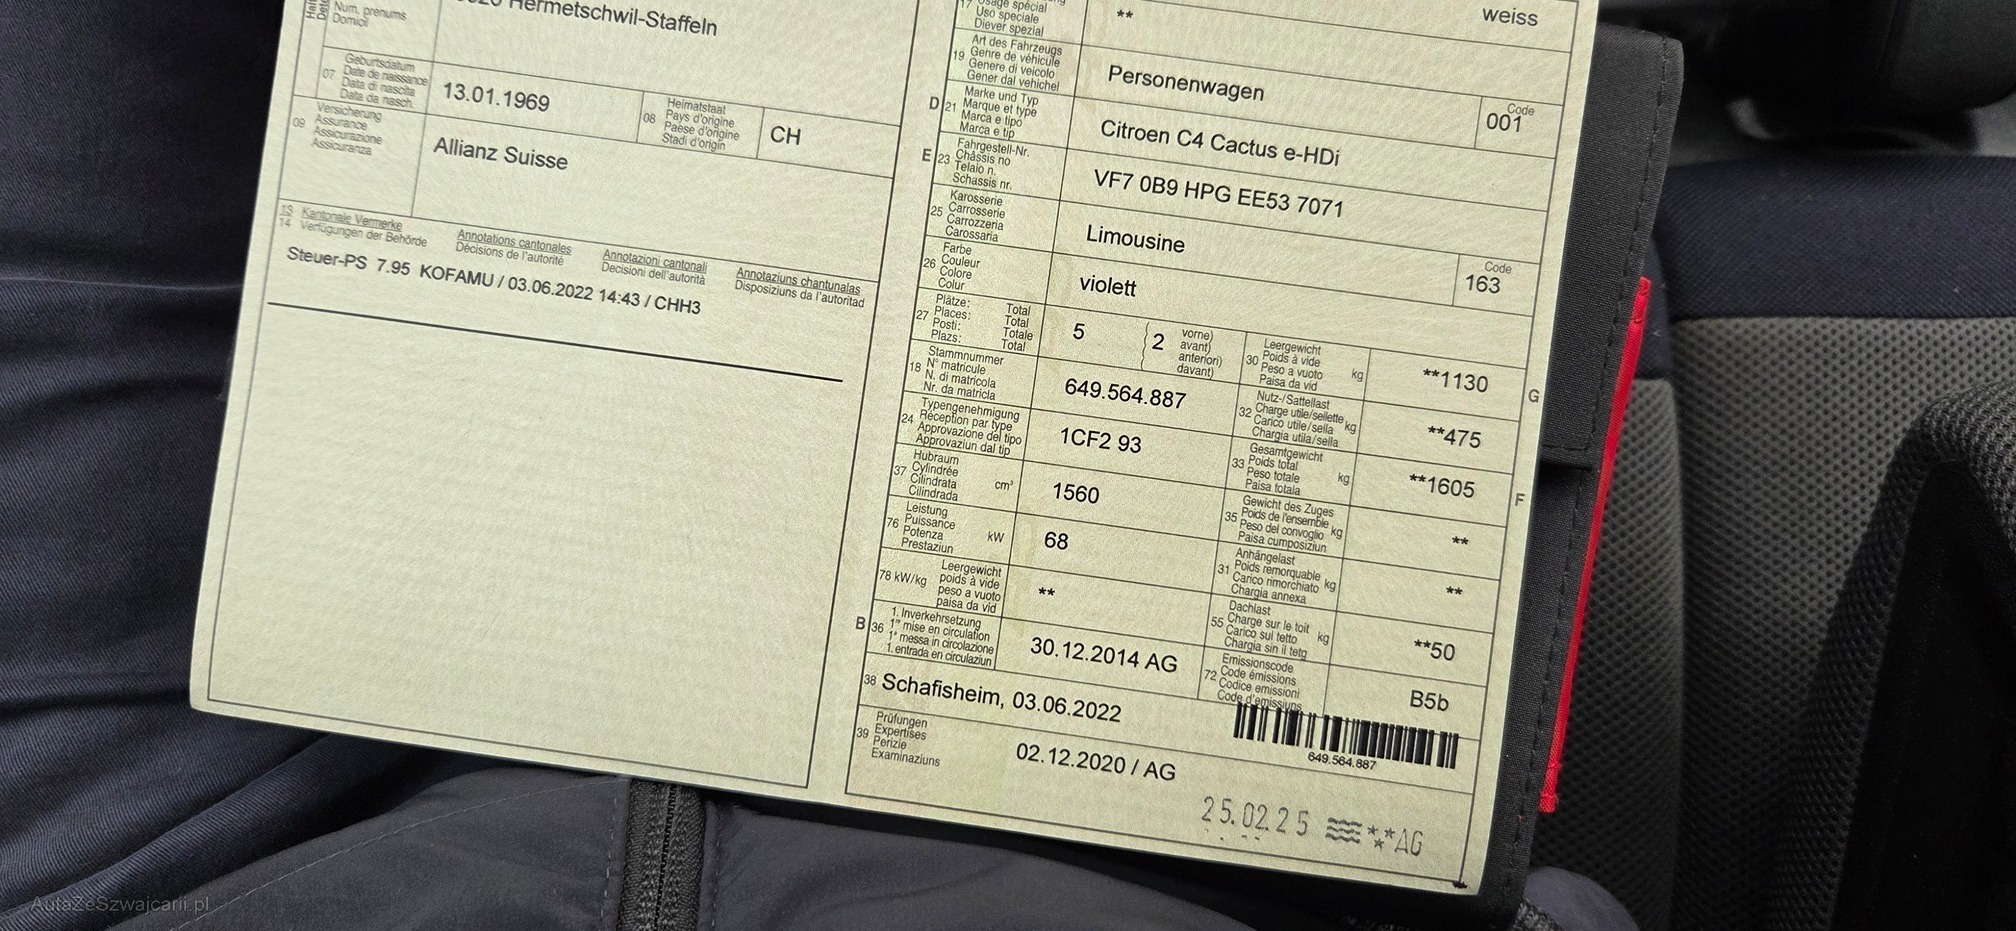 Num. prenums
Domicil
Hermetschwil-Staffeln
07
Geburtsdatum
Date de naissance
Data di nascita
Data da nasch.
13.01.1969
08
Heimatstaat
Pays d'origine
Paese d'origine
Stadi d'origin
CH
09
Versicherung
Assurance
Assicurazione
Assicuranza
Allianz Suisse
13 Kantonale Vermerke
14 Verfügungen der Behörde
Annotations cantonales
Décisions de l'autorité
Annotazioni cantonali
Decisioni dell'autorità
Annotaziuns chantunalas
Disposiziuns da l'autoritad
Steuer-PS 7.95 KOFAMU / 03.06.2022 14:43 / CHH3
17
Usage spécial
Uso speciale
Diever spezial
**
weiss
19
Art des Fahrzeugs
Genre de véhicule
Genere di veicolo
Gener dal vehichel
Personenwagen
Code
001
D 21
Marke und Typ
Marque et type
Marca e tipo
Marca e tip
Citroen C4 Cactus e-HDi
E 23
Fahrgestell-Nr.
Châssis no
Telaio n.
Schassis nr.
VF7 0B9 HPG EE53 7071
25
Karosserie
Carrosserie
Carrozzeria
Carossaria
Limousine
26
Farbe
Couleur
Colore
Colur
violett
Code
163
27
Plätze: Total
Places: Total
Posti: Totale
Plazs: Total
5
2
vorne)
avant)
anteriori)
davant)
30
Leergewicht
Poids à vide
Peso a vuoto
Paisa da vid
kg
**1130
G
18
Stammnummer
N° matricule
N. di matricola
Nr. da matricla
649.564.887
32
Nutz-/Sattellast
Charge utile/sellette
Carico utile/sella
Chargia utila/sella
kg
**475
24
Typengenehmigung
Réception par type
Approvazione del tipo
Approvaziun dal tip
1CF2 93
33
Gesamtgewicht
Poids total
Peso totale
Paisa totala
kg
**1605
F
37
Hubraum
Cylindrée
Cilindrata
Cilindrada
cm³
1560
35
Gewicht des Zuges
Poids de l'ensemble
Peso del convoglio
Paisa cumposiziun
kg
**
76
Leistung
Puissance
Potenza
Prestaziun
kW
68
31
Anhängelast
Poids remorquable
Carico rimorchiato
Chargia annexa
kg
**
78 kW/kg
Leergewicht
poids à vide
peso a vuoto
paisa da vid
**
55
Dachlast
Charge sur le toit
Carico sul tetto
Chargia sin il tetg
kg
**50
B 36
1. Inverkehrsetzung
1re mise en circulation
1a messa in circolazione
1. entrada en circulaziun
30.12.2014 AG
72
Emissionscode
Code émissions
Codice emissioni
Code d'emissiuns
B5b
38 Schafisheim, 03.06.2022
649.564.887
39
Prüfungen
Expertises
Perizie
Examinaziuns
02.12.2020 / AG
25.02.25 **AG
AutaZeSzwajcarii.pl